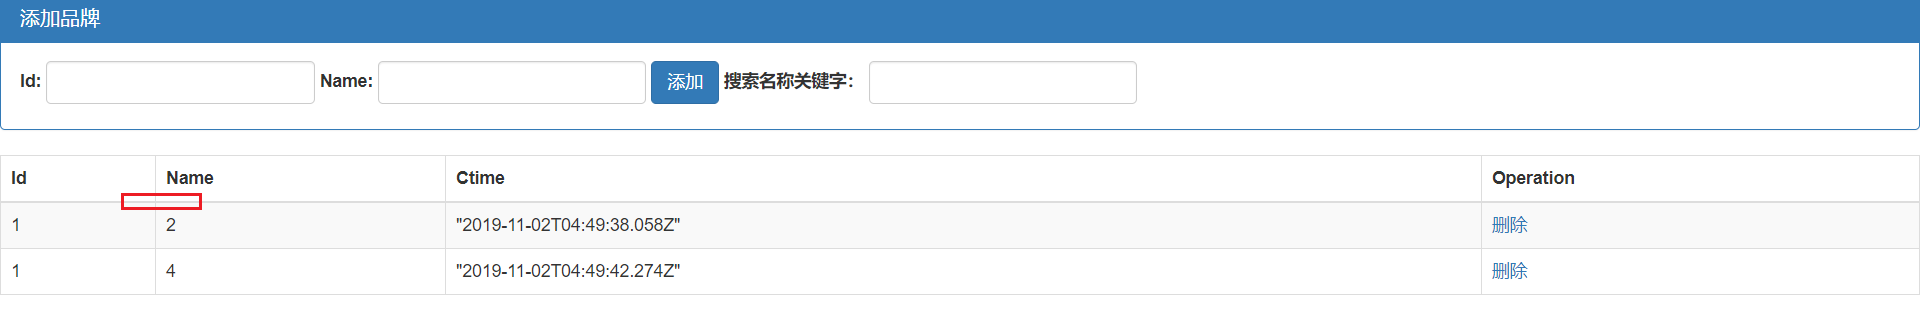 添加品牌
Id: Name: 添加 搜索名称关键字：
Id Name Ctime Operation
1 2 "2019-11-02T04:49:38.058Z" 删除
1 4 "2019-11-02T04:49:42.274Z" 删除